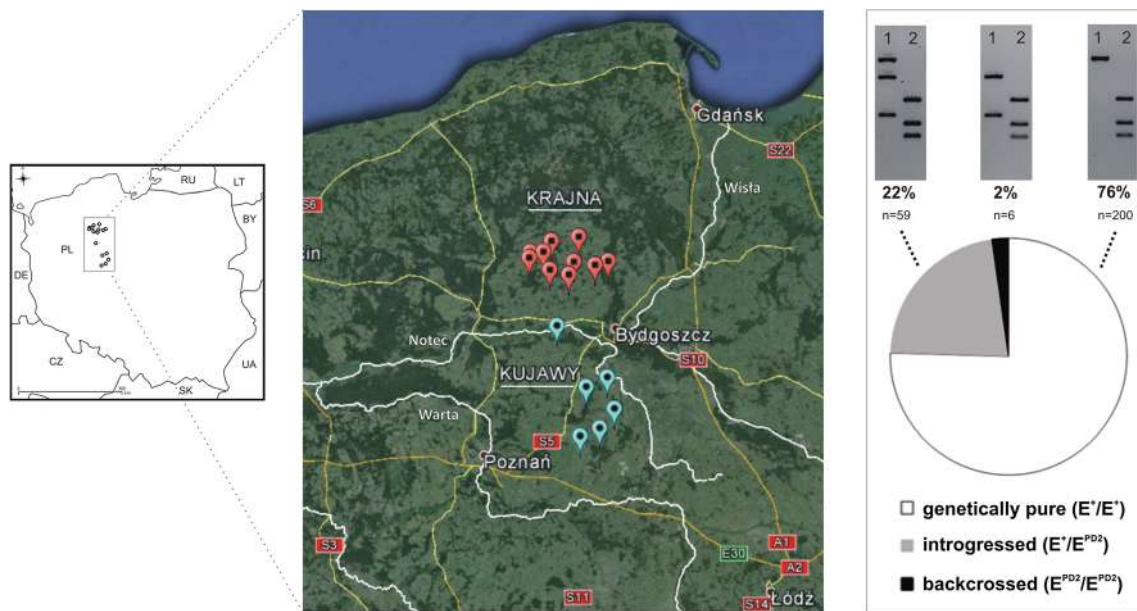 RU
LT
BY
PL
DE
CZ
UA
SK
Gdańsk
S22
Wisła
KRAJNA
S6
cin
Bydgoszcz
Noteć
S10
KUJAWY
Warta
S5
Poznań
S3
A1
E30
A2
S11
S14
Łódź
1 2 1 2 1 2
22% 2% 76%
n=59 n=6 n=200
genetically pure (E⁺/E⁺)
introgressed (E⁺/Eᴾᴰ²)
backcrossed (Eᴾᴰ²/Eᴾᴰ²)